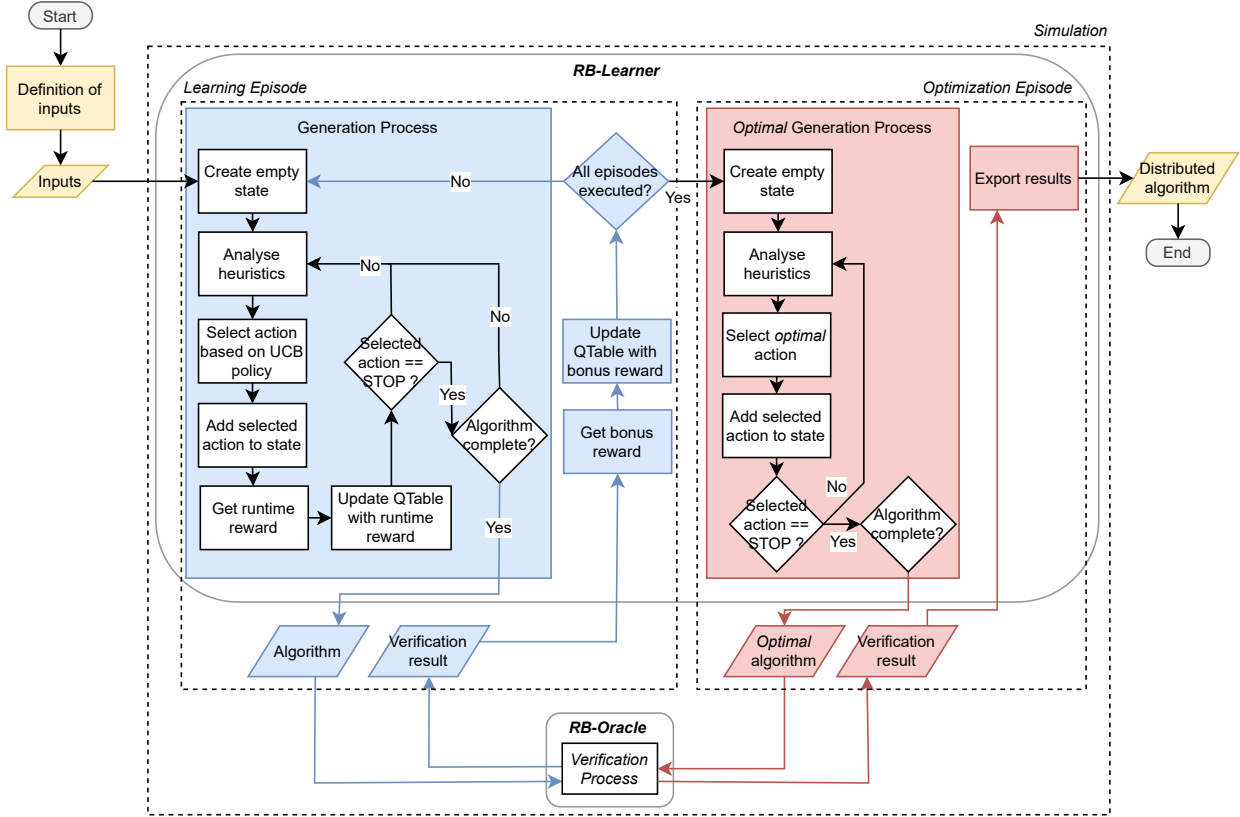 Start
Simulation
RB-Learner
Learning Episode
Optimization Episode
Definition of
inputs
Inputs
Generation Process
Create empty
state
Analyse
heuristics
Select action
based on UCB
policy
Add selected
action to state
Get runtime
reward
Update QTable
with runtime
reward
Selected
action ==
STOP ?
No
Yes
Algorithm
complete?
No
Yes
All episodes
executed?
No
Yes
Update
QTable with
bonus reward
Get bonus
reward
Optimal Generation Process
Create empty
state
Analyse
heuristics
Select optimal
action
Add selected
action to state
Selected
action ==
STOP ?
No
Yes
Algorithm
complete?
Export results
Distributed
algorithm
End
Algorithm
Verification
result
Optimal
algorithm
Verification
result
RB-Oracle
Verification
Process